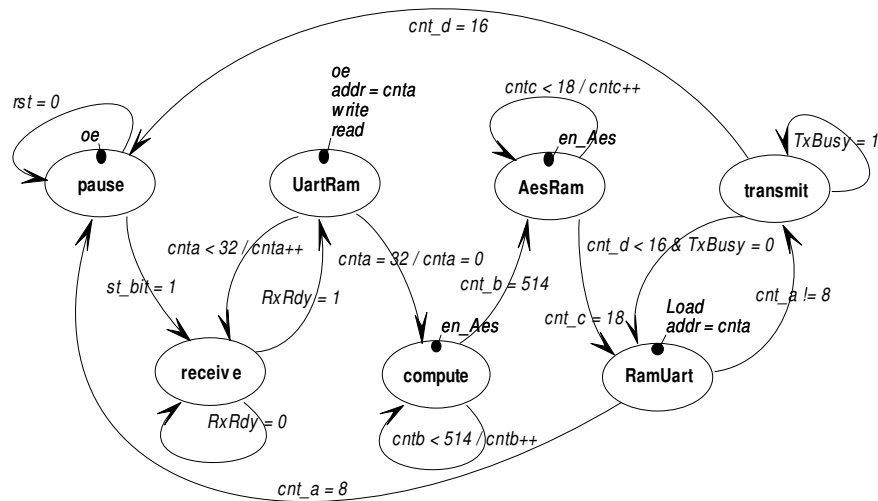 cnt_d = 16
rst = 0
oe
pause
oe
addr = cnta
write
read
UartRam
cntc < 18 / cntc++
en_Aes
AesRam
TxBusy = 1
transmit
cnta < 32 / cnta++
cnta = 32 / cnta = 0
cnt_d < 16 & TxBusy = 0
st_bit = 1
RxRdy = 1
cnt_b = 514
cnt_a != 8
Load
addr = cnta
cnt_c = 18
en_Aes
receive
compute
RamUart
RxRdy = 0
cntb < 514 / cntb++
cnt_a = 8